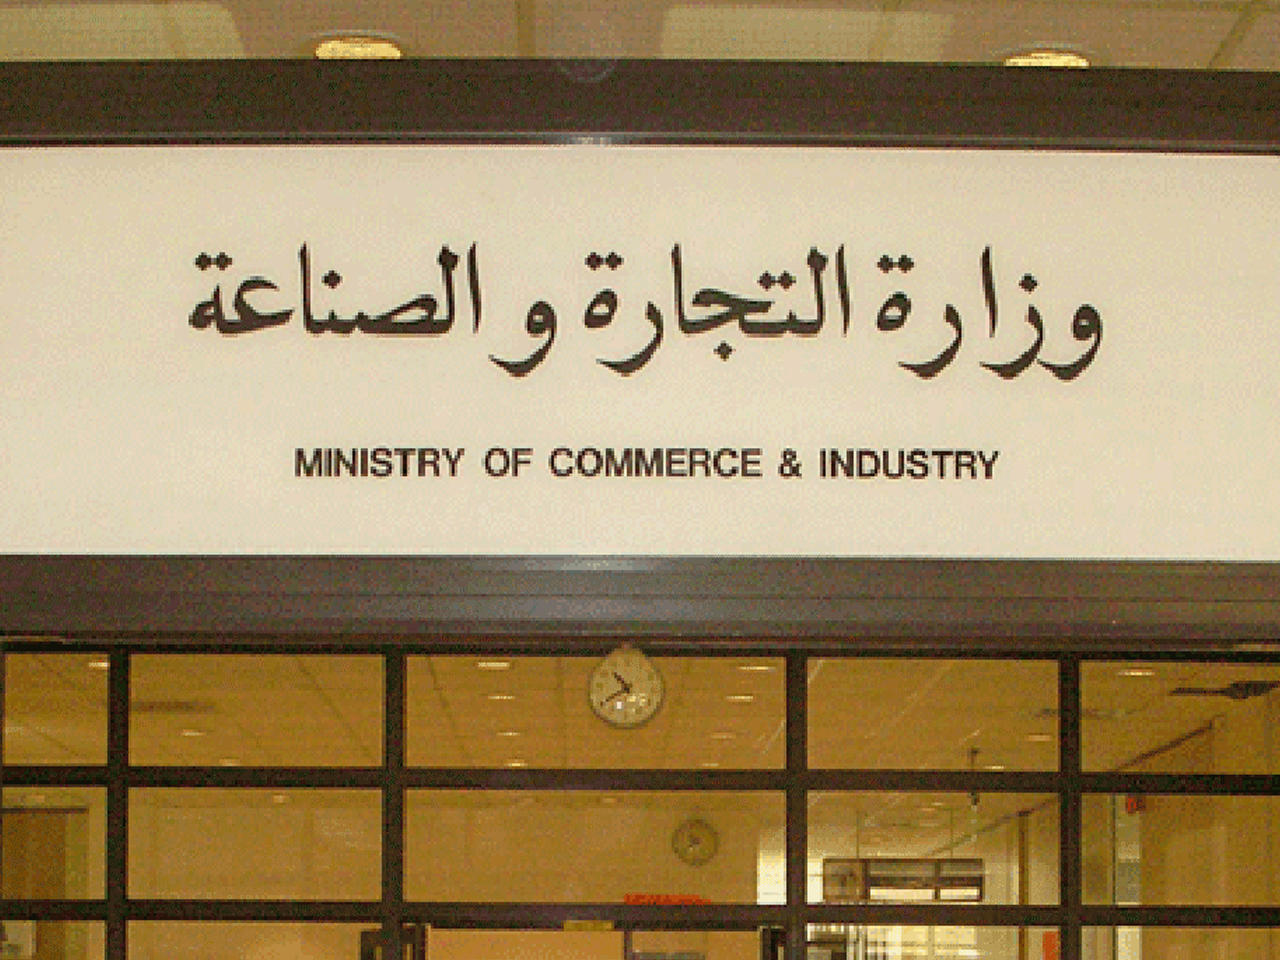 وزارة التجارة و الصناعة
MINISTRY OF COMMERCE & INDUSTRY